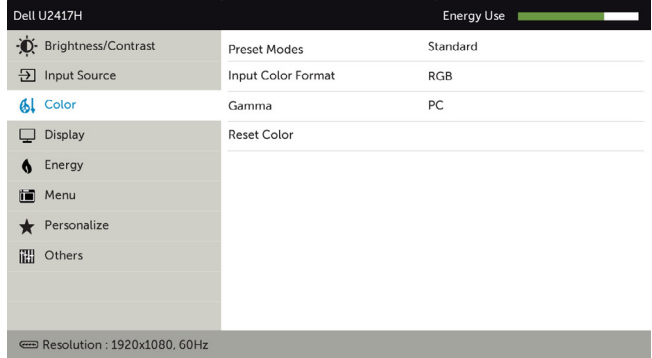 Dell U2417H Energy Use
Brightness/Contrast
Input Source
Color
Display
Energy
Menu
Personalize
Others
Preset Modes Standard
Input Color Format RGB
Gamma PC
Reset Color
Resolution : 1920x1080, 60Hz